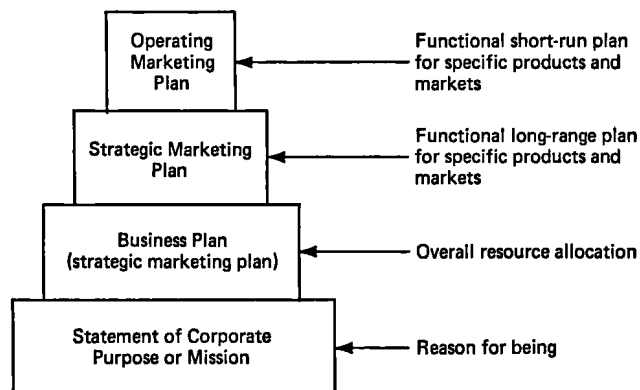 Operating
Marketing
Plan
Functional short-run plan
for specific products and
markets
Strategic Marketing
Plan
Functional long-range plan
for specific products and
markets
Business Plan
(strategic marketing plan)
Overall resource allocation
Statement of Corporate
Purpose or Mission
Reason for being